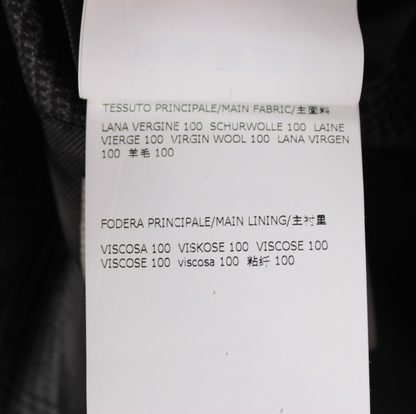 TESSUTO PRINCIPALE/MAIN FABRIC/主面料
LANA VERGINE 100 SCHURWOLLE 100 LAINE
VIERGE 100 VIRGIN WOOL 100 LANA VIRGEN
100 羊毛 100
FODERA PRINCIPALE/MAIN LINING/主衬里
VISCOSA 100 VISKOSE 100 VISCOSE 100
VISCOSE 100 viscosa 100 粘纤 100